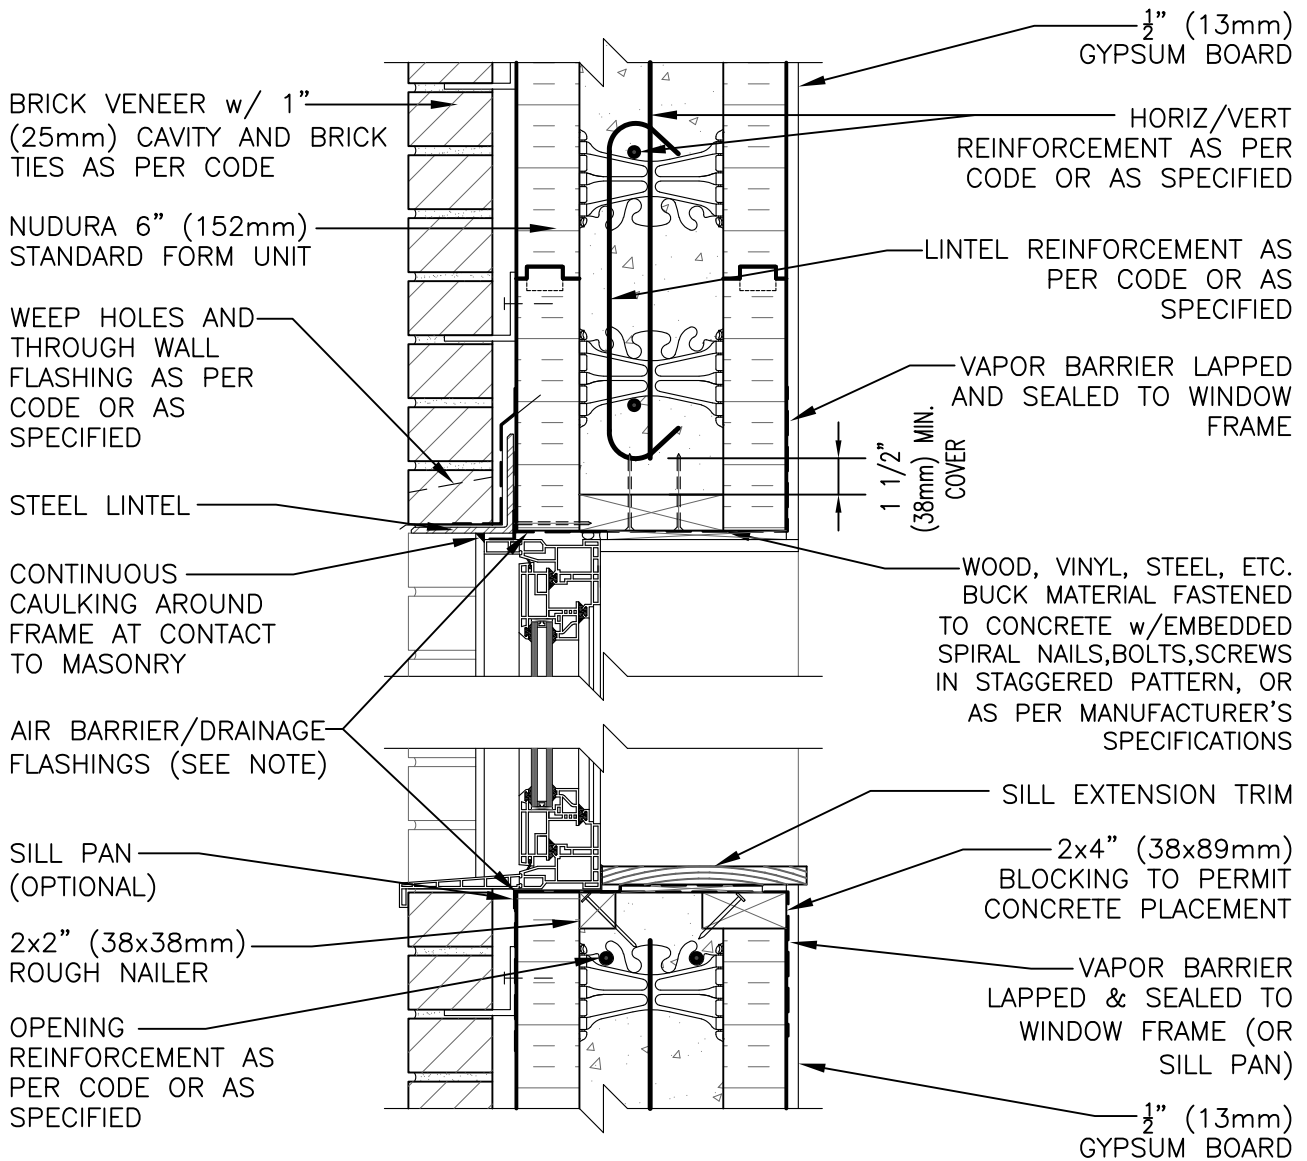 BRICK VENEER w/ 1"
(25mm) CAVITY AND BRICK
TIES AS PER CODE
NUDURA 6" (152mm)
STANDARD FORM UNIT
WEEP HOLES AND
THROUGH WALL
FLASHING AS PER
CODE OR AS
SPECIFIED
STEEL LINTEL
CONTINUOUS
CAULKING AROUND
FRAME AT CONTACT
TO MASONRY
AIR BARRIER/DRAINAGE
FLASHINGS (SEE NOTE)
SILL PAN
(OPTIONAL)
2x2" (38x38mm)
ROUGH NAILER
OPENING
REINFORCEMENT AS
PER CODE OR AS
SPECIFIED
½" (13mm)
GYPSUM BOARD
HORIZ/VERT
REINFORCEMENT AS PER
CODE OR AS SPECIFIED
LINTEL REINFORCEMENT AS
PER CODE OR AS
SPECIFIED
VAPOR BARRIER LAPPED
AND SEALED TO WINDOW
FRAME
1 1/2"
(38mm) MIN.
COVER
WOOD, VINYL, STEEL, ETC.
BUCK MATERIAL FASTENED
TO CONCRETE w/EMBEDDED
SPIRAL NAILS,BOLTS,SCREWS
IN STAGGERED PATTERN, OR
AS PER MANUFACTURER'S
SPECIFICATIONS
SILL EXTENSION TRIM
2x4" (38x89mm)
BLOCKING TO PERMIT
CONCRETE PLACEMENT
VAPOR BARRIER
LAPPED & SEALED TO
WINDOW FRAME (OR
SILL PAN)
½" (13mm)
GYPSUM BOARD